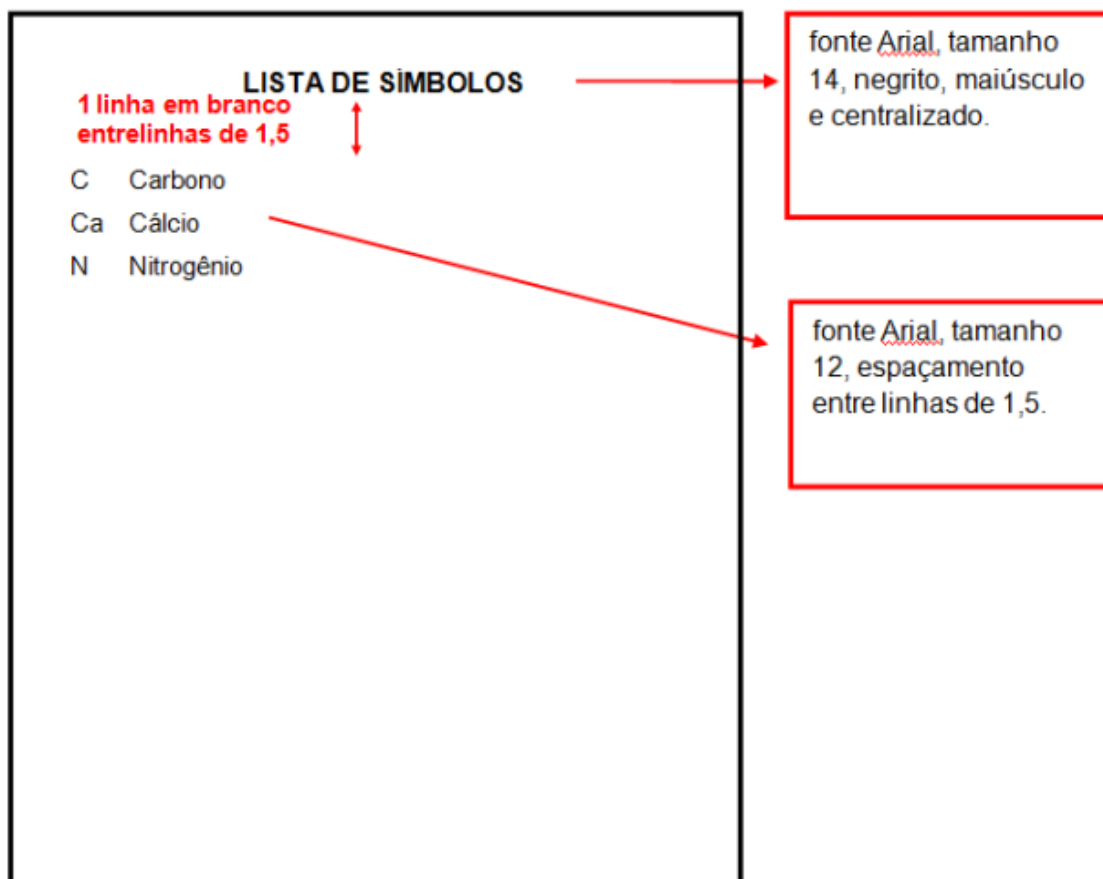 LISTA DE SÍMBOLOS
1 linha em branco
entrelinhas de 1,5
C Carbono
Ca Cálcio
N Nitrogênio
fonte Arial, tamanho
14, negrito, maiúsculo
e centralizado.
fonte Arial, tamanho
12, espaçamento
entre linhas de 1,5.